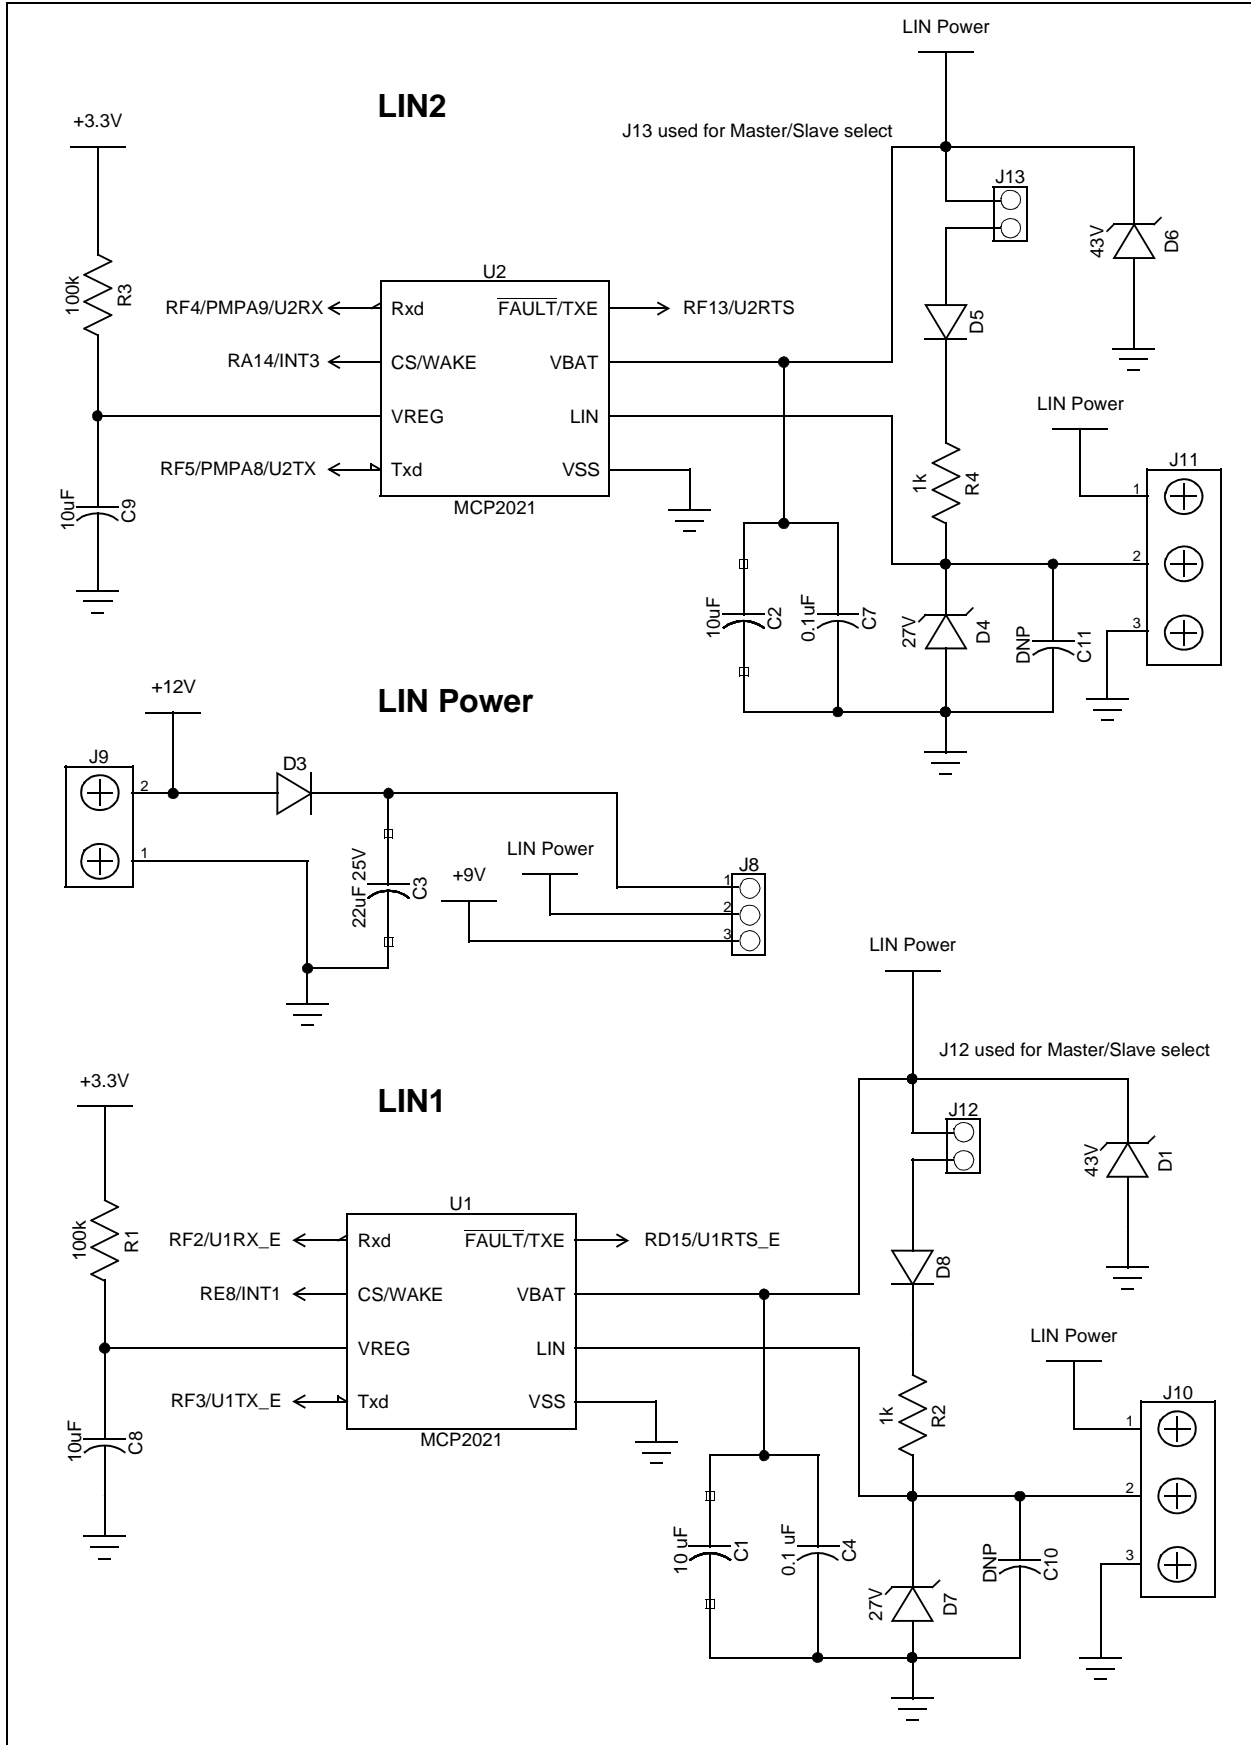 LIN Power
LIN2
+3.3V
J13 used for Master/Slave select
J13
43V
D6
100k
R3
U2
RF4/PMPA9/U2RX
Rxd
FAULT/TXE
RF13/U2RTS
D5
RA14/INT3
CS/WAKE
VBAT
VREG
LIN
LIN Power
RF5/PMPA8/U2TX
Txd
VSS
1k
R4
J11
1
MCP2021
10uF
C9
2
10uF
C2
0.1uF
C7
27V
D4
DNP
C11
3
+12V
LIN Power
J9
D3
2
1
22uF 25V
C3
LIN Power
+9V
J8
1
2
3
LIN Power
J12 used for Master/Slave select
+3.3V
LIN1
J12
43V
D1
100k
R1
U1
RF2/U1RX_E
Rxd
FAULT/TXE
RD15/U1RTS_E
D8
RE8/INT1
CS/WAKE
VBAT
VREG
LIN
LIN Power
RF3/U1TX_E
Txd
VSS
1k
R2
J10
1
MCP2021
10uF
C8
2
10 uF
C1
0.1 uF
C4
27V
D7
DNP
C10
3